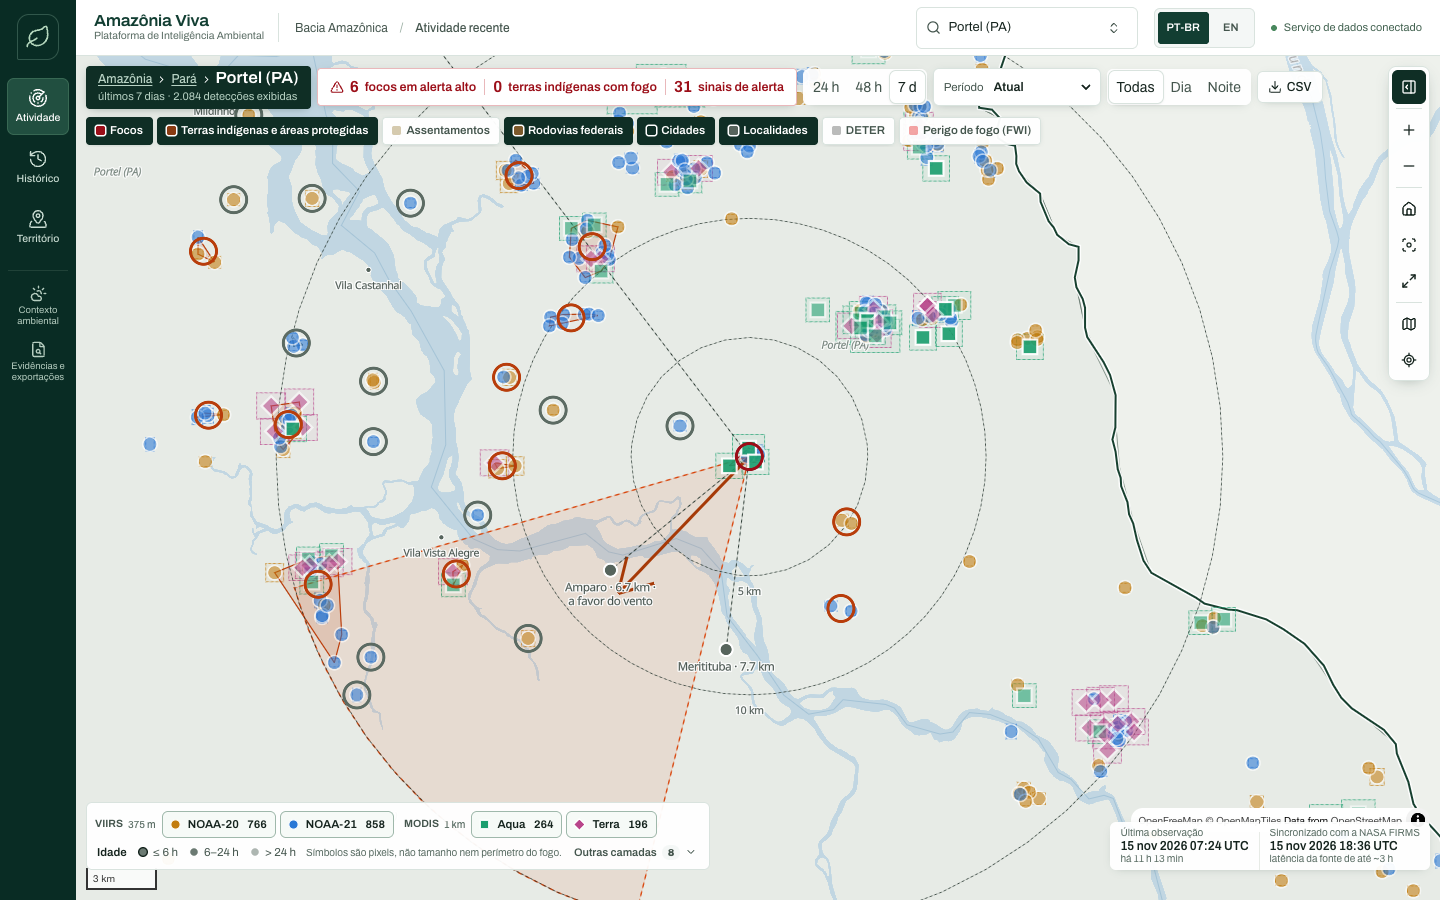 Amazônia Viva
Plataforma de Inteligência Ambiental
Bacia Amazônica / Atividade recente
Portel (PA)
PT-BR EN
Serviço de dados conectado
Atividade
Histórico
Território
Contexto ambiental
Evidências e exportações
Amazônia › Pará › Portel (PA)
últimos 7 dias · 2.084 detecções exibidas
6 focos em alerta alto 0 terras indígenas com fogo 31 sinais de alerta
24 h 48 h 7 d
Período Atual
Todas Dia Noite
CSV
Focos
Terras indígenas e áreas protegidas
Assentamentos
Rodovias federais
Cidades
Localidades
DETER
Perigo de fogo (FWI)
Portel (PA)
Vila Castanhal
Portel (PA)
Vila Vista Alegre
Amparo · 6.7 km ·
a favor do vento
5 km
Meritituba · 7.7 km
10 km
VIIRS 375 m NOAA-20 766 NOAA-21 858 MODIS 1 km Aqua 264 Terra 196
Idade ≤ 6 h 6–24 h > 24 h Símbolos são pixeis, não tamanho nem perímetro do fogo. Outras camadas 8
3 km
OpenFreeMap © OpenMapTiles Data from OpenStreetMap
Última observação
15 nov 2026 07:24 UTC
há 11 h 13 min
Sincronizado com a NASA FIRMS
15 nov 2026 18:36 UTC
latência da fonte de até ~3 h